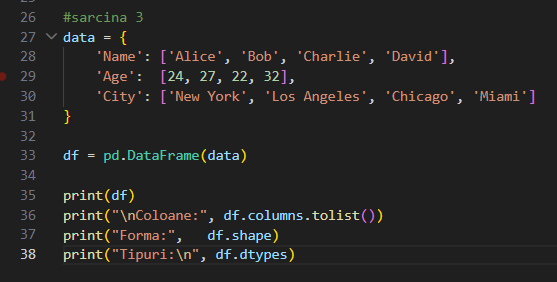 26 #sarcina 3
27 data = {
28     'Name': ['Alice', 'Bob', 'Charlie', 'David'],
29     'Age':  [24, 27, 22, 32],
30     'City': ['New York', 'Los Angeles', 'Chicago', 'Miami']
31 }
32
33 df = pd.DataFrame(data)
34
35 print(df)
36 print("\nColoane:", df.columns.tolist())
37 print("Forma:",   df.shape)
38 print("Tipuri:\n", df.dtypes)